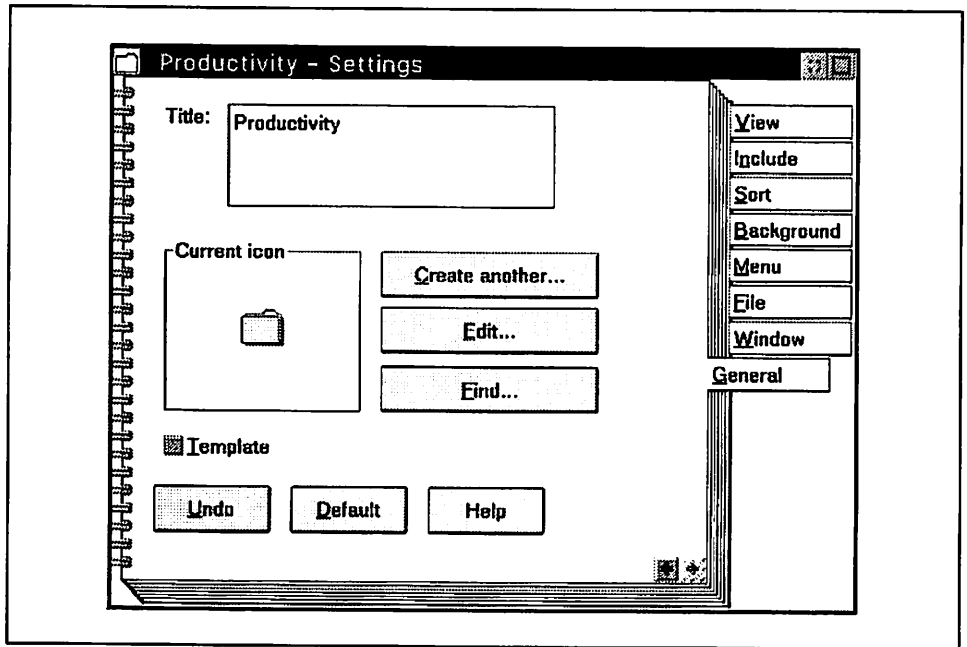 Productivity - Settings
Title:
Productivity
View
Include
Sort
Background
Menu
File
Window
General
Current icon
Create another...
Edit...
Find...
Template
Undo
Default
Help